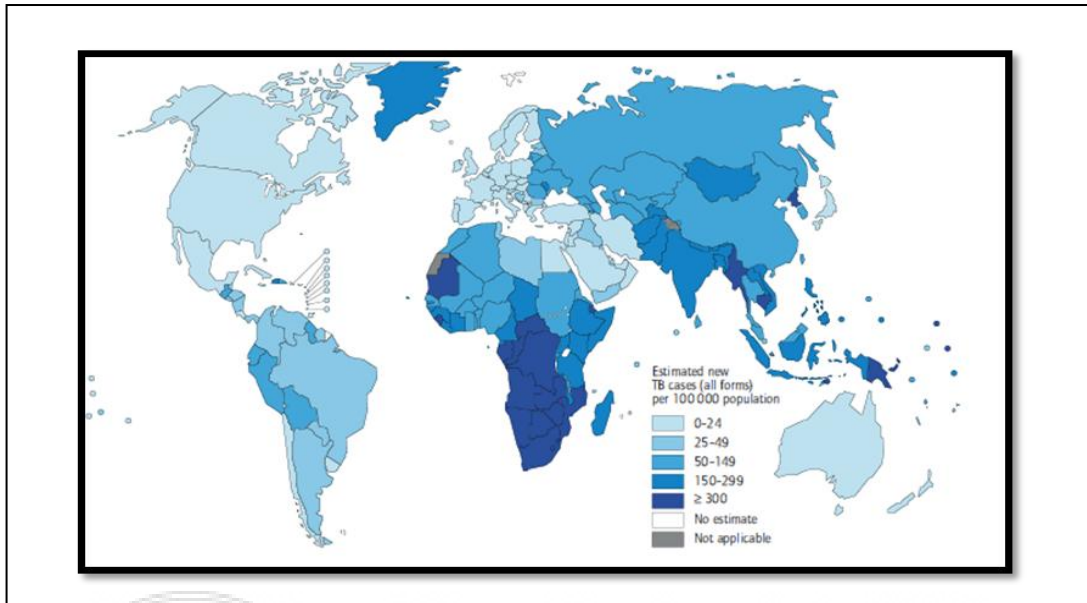 Estimated new
TB cases (all forms)
per 100 000 population
0–24
25–49
50–149
150–299
≥ 300
No estimate
Not applicable